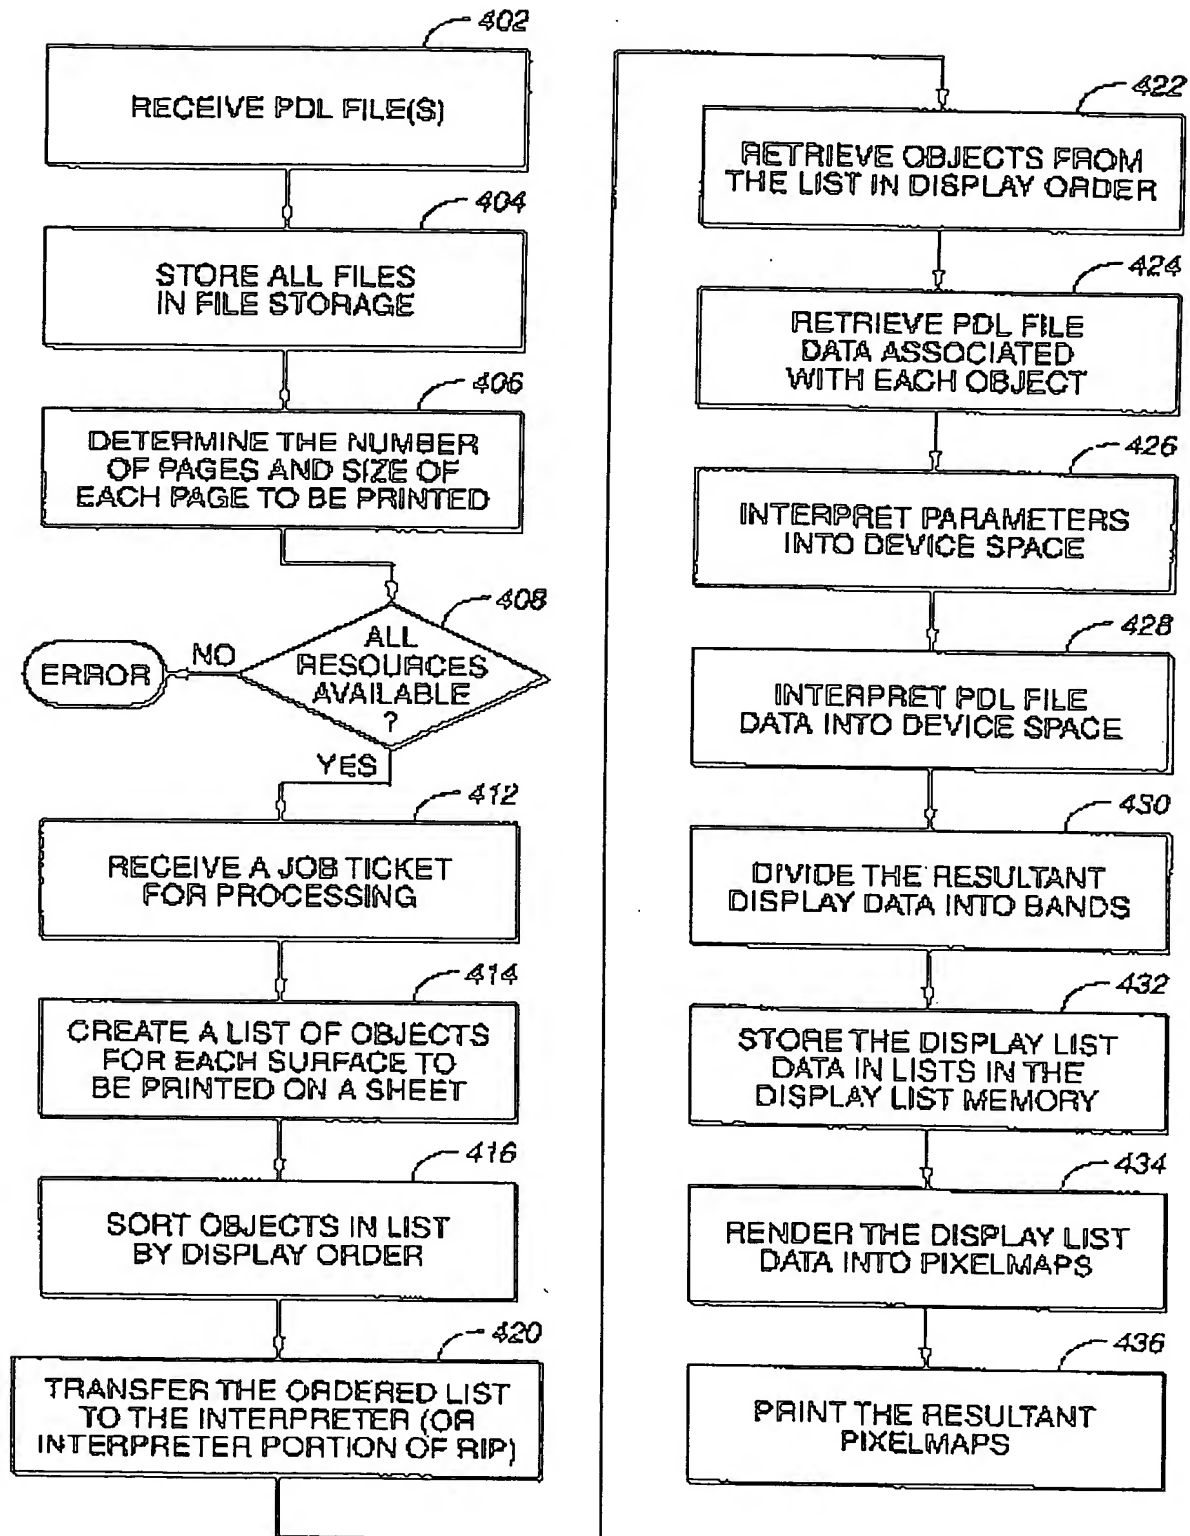 402
RECEIVE PDL FILE(S)
404
STORE ALL FILES
IN FILE STORAGE
406
DETERMINE THE NUMBER
OF PAGES AND SIZE OF
EACH PAGE TO BE PRINTED
408
ALL
RESOURCES
AVAILABLE
?
NO
ERROR
YES
412
RECEIVE A JOB TICKET
FOR PROCESSING
414
CREATE A LIST OF OBJECTS
FOR EACH SURFACE TO
BE PRINTED ON A SHEET
416
SORT OBJECTS IN LIST
BY DISPLAY ORDER
420
TRANSFER THE ORDERED LIST
TO THE INTERPRETER (OR
INTERPRETER PORTION OF RIP)
422
RETRIEVE OBJECTS FROM
THE LIST IN DISPLAY ORDER
424
RETRIEVE PDL FILE
DATA ASSOCIATED
WITH EACH OBJECT
426
INTERPRET PARAMETERS
INTO DEVICE SPACE
428
INTERPRET PDL FILE
DATA INTO DEVICE SPACE
430
DIVIDE THE RESULTANT
DISPLAY DATA INTO BANDS
432
STORE THE DISPLAY LIST
DATA IN LISTS IN THE
DISPLAY LIST MEMORY
434
RENDER THE DISPLAY LIST
DATA INTO PIXELMAPS
436
PRINT THE RESULTANT
PIXELMAPS